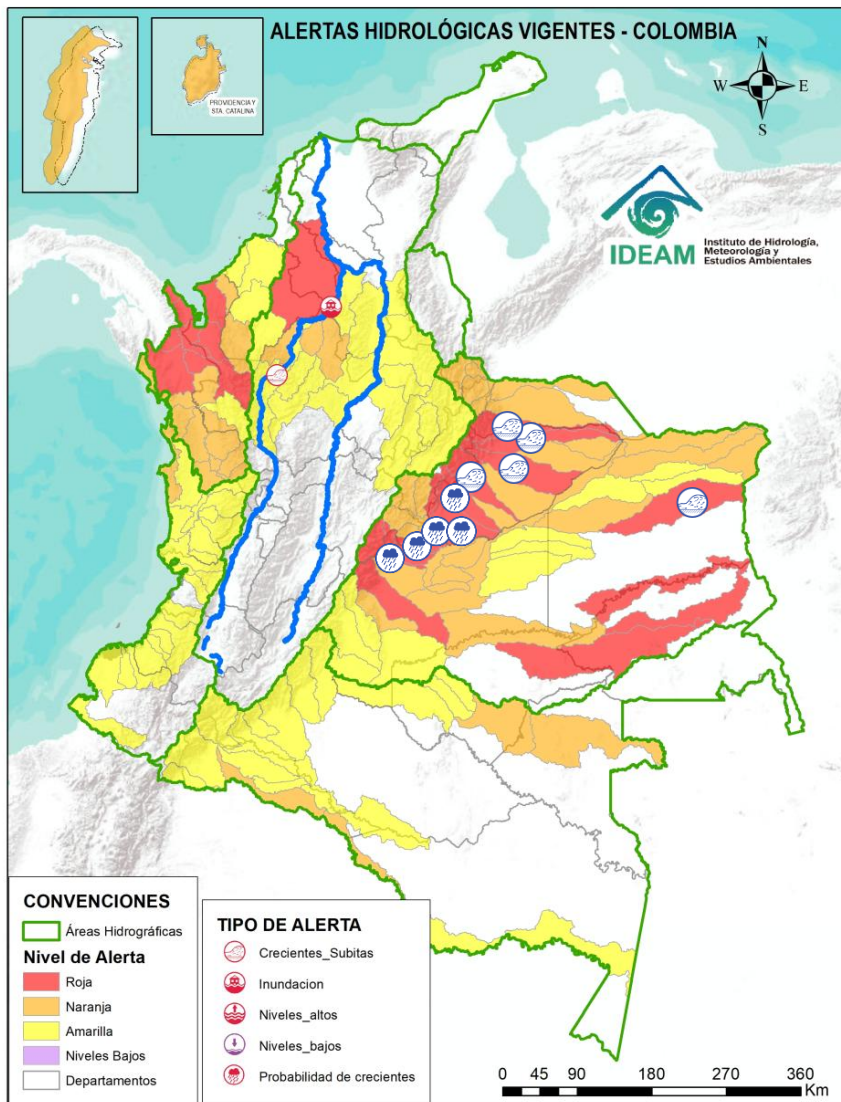 ALERTAS HIDROLÓGICAS VIGENTES - COLOMBIA
PROVIDENCIA Y
STA. CATALINA
N
W
E
S
IDEAM
Instituto de Hidrología,
Meteorología y
Estudios Ambientales
CONVENCIONES
Áreas Hidrográficas
Nivel de Alerta
Roja
Naranja
Amarilla
Niveles Bajos
Departamentos
TIPO DE ALERTA
Crecientes_Subitas
Inundacion
Niveles_altos
Niveles_bajos
Probabilidad de crecientes
0 45 90 180 270 360
Km